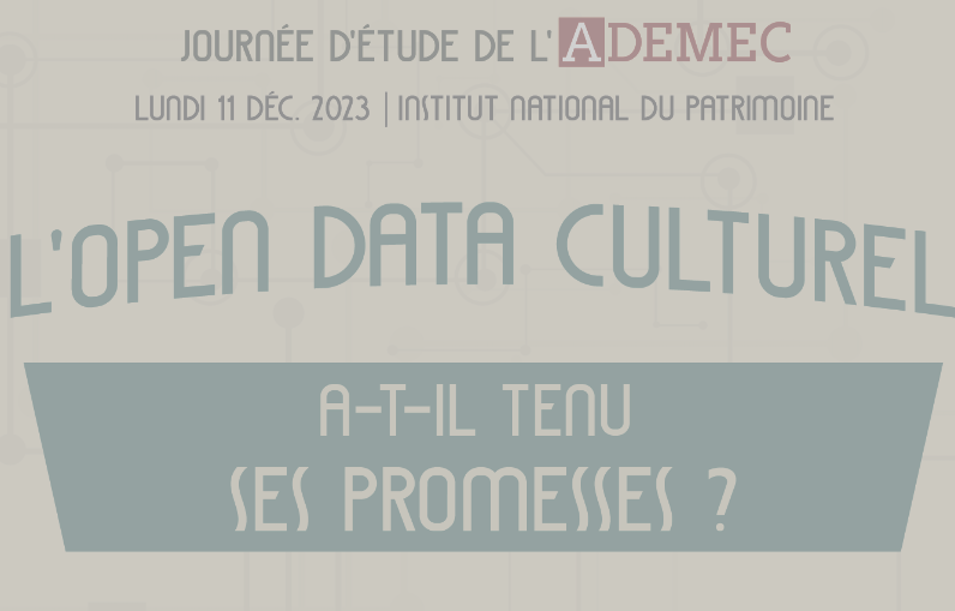 JOURNÉE D'ÉTUDE DE L'ADEMEC
LUNDI 11 DÉC. 2023 | INSTITUT NATIONAL DU PATRIMOINE
L'OPEN DATA CULTUREL
A-T-IL TENU
SES PROMESSES ?